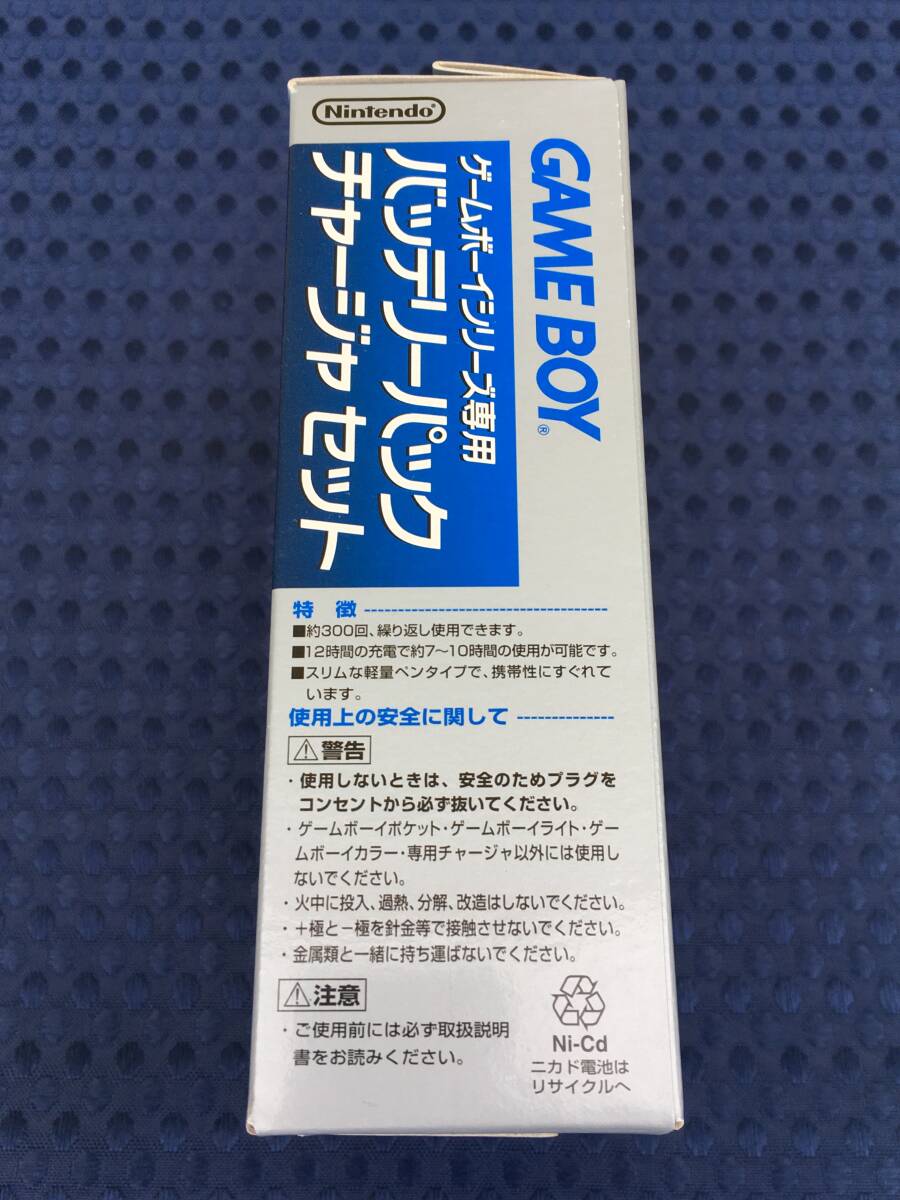 Nintendo®
GAME BOY®
ゲームボーイシリーズ専用
バッテリーパック
チャージャ セット
特 徴
■約300回、繰り返し使用できます。
■12時間の充電で約7〜10時間の使用が可能です。
■スリムな軽量ペンタイプで、携帯性にすぐれて
います。
使用上の安全に関して
⚠警告
・使用しないときは、安全のためプラグを
コンセントから必ず抜いてください。
・ゲームボーイポケット・ゲームボーイライト・ゲー
ムボーイカラー・専用チャージャ以外には使用し
ないでください。
・火中に投入、過熱、分解、改造はしないでください。
・+極と−極を針金等で接触させないでください。
・金属類と一緒に持ち運ばないでください。
⚠注意
・ご使用前には必ず取扱説明
書をお読みください。
Ni-Cd
ニカド電池は
リサイクルへ